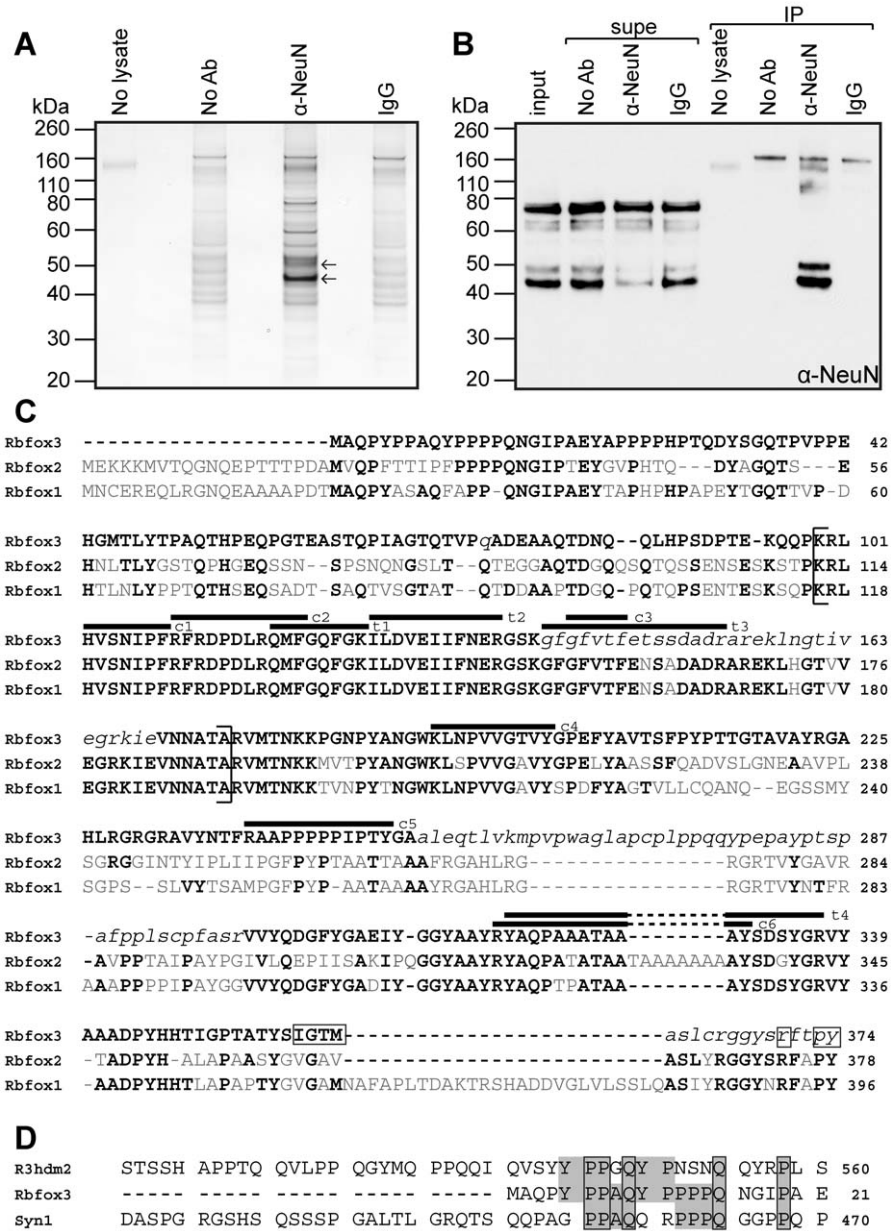 A
B
supe
IP
No lysate
No Ab
α-NeuN
IgG
input
No Ab
α-NeuN
IgG
No lysate
No Ab
α-NeuN
IgG
kDa
260
160
110
80
60
50
40
30
20
kDa
260
160
110
80
60
50
40
30
20
α-NeuN
C
Rbfox3 --------------------MAQPYPPAQYPPPPQNGIPAEYAPPPPHPTQDYSGQTPVPPE 42
Rbfox2 MEKKKMVTQGNQEPTTTPDAMVQPFTTIPFPPPPQNGIPTEYGVPHTQ---DYAGQTS---E 56
Rbfox1 MNCEREQLRGNQEAAAAPDTMAQPYASAQFAPP-QNGIPAEYTAPHPHPAPEYTGQTTVP-D 60
Rbfox3 HGMTLYTPAQTHPEQPGTEASTQPIAGTQTVPqADEAAQTDNQ--QLHPSDPTE-KQQPKRL 101
Rbfox2 HNLTLYGSTQPHGEQSSN--SPSNQNGSLT--QTEGGAQTDGQQSQTQSSENSESKSTPKRL 114
Rbfox1 HTLNLYPPTQTHSEQSADT-SAQTVSGTAT--QTDDAAPTDGQ-PQTQPSENTESKSQPKRL 118
c1 c2 t1 t2 c3 t3
Rbfox3 HVSNIPFRFRDPDLRQMFGQFGKILDVEIIFNERGSKgfgfvtfetssdadrareklngtiv 163
Rbfox2 HVSNIPFRFRDPDLRQMFGQFGKILDVEIIFNERGSKGFGFVTFENSADADRAREKLHGTVV 176
Rbfox1 HVSNIPFRFRDPDLRQMFGQFGKILDVEIIFNERGSKGFGFVTFENSADADRAREKLHGTVV 180
c4
Rbfox3 egrkieVNNATARVMTNKKPGNPYANGWKLNPVVGTVYGPEFYAVTSFPYPTTGTAVAYRGA 225
Rbfox2 EGRKIEVNNATARVMTNKKMVTPYANGWKLSPVVGAVYGPELYAASSFQADVSLGNEAAVPL 238
Rbfox1 EGRKIEVNNATARVMTNKKTVNPYTNGWKLNPVVGAVYSPDFYAGTVLLCQANQ--EGSSMY 240
c5
Rbfox3 HLRGRGRAVYNTFRAAPPPPPIPTYGAaleqtlvkmpvpwaglapcplppqqypepayptsp 287
Rbfox2 SGRGGINTYIPLIIPGFPYPTAATTAAAFRGAHLRG---------------RGRTVYGAVR 284
Rbfox1 SGPS--SLVYTSAMPGFPYP-AATAAAAYRGAHLRG---------------RGRTVYNTFR 283
c6 t4
Rbfox3 -afpplscpfasrVVYQDGFYGAEIY-GGYAAYRYAQPAAATAA--------AYSDSYGRVY 339
Rbfox2 -AVPPTAIPAYPGIVLQEPIISAKIPQGGYAAYRYAQPATATAATAAAAAAAAYSDGYGRVY 345
Rbfox1 AAAPPPPIPAYGGVVYQDGFYGADIY-GGYAAYRYAQPTPATAA--------AYSDSYGRVY 336
Rbfox3 AAADPYHHTIGPTATYSIGTM--------------------------aslcrggysrftpy 374
Rbfox2 -TADPYH-ALAPAASYGVGAV--------------------------ASLYRGGYSRFAPY 378
Rbfox1 AAADPYHHTLAPAPTYGVGAMNAFAPLTDAKTRSHADDVGLVLSSLQASIYRGGYNRFAPY 396
D
R3hdm2 STSSH APPTQ QVLPP QGYMQ PPQQI QVSYY PPGQY PNSNQ QYRPL S 560
Rbfox3 ----- ----- ----- ----- ----- MAQPY PPAQY PPPPQ NGIPA E 21
Syn1 DASPG RGSHS QSSSP GALTL GRQTS QQPAG PPAQQ RPPPQ GGPPQ P 470